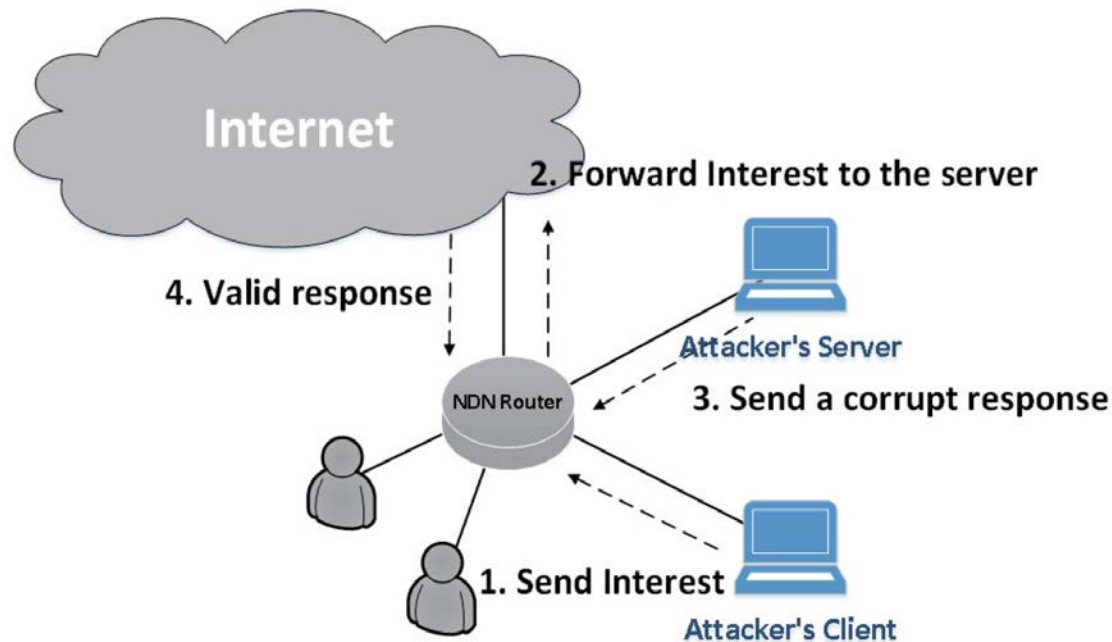 Internet
2. Forward Interest to the server
4. Valid response
Attacker's Server
NDN Router
3. Send a corrupt response
1. Send Interest
Attacker's Client